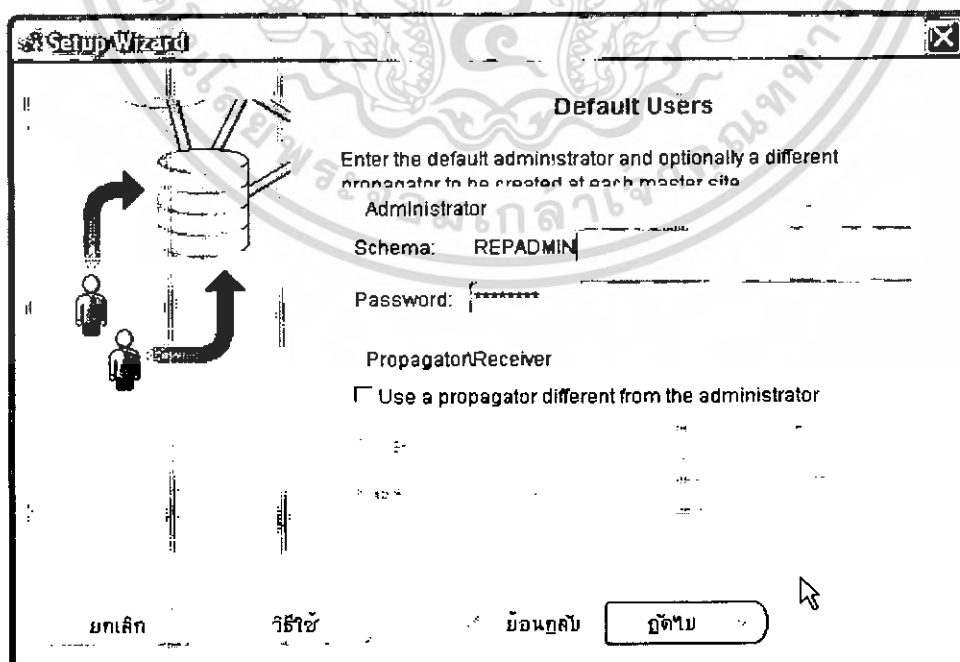 Setup Wizard
Default Users
Enter the default administrator and optionally a different
propagator to be created at each master site
Administrator
Schema: REPADMIN
Password: ********
Propagator\Receiver
Use a propagator different from the administrator
ยกเลิก วิธีใช้ ย้อนกลับ ถัดไป